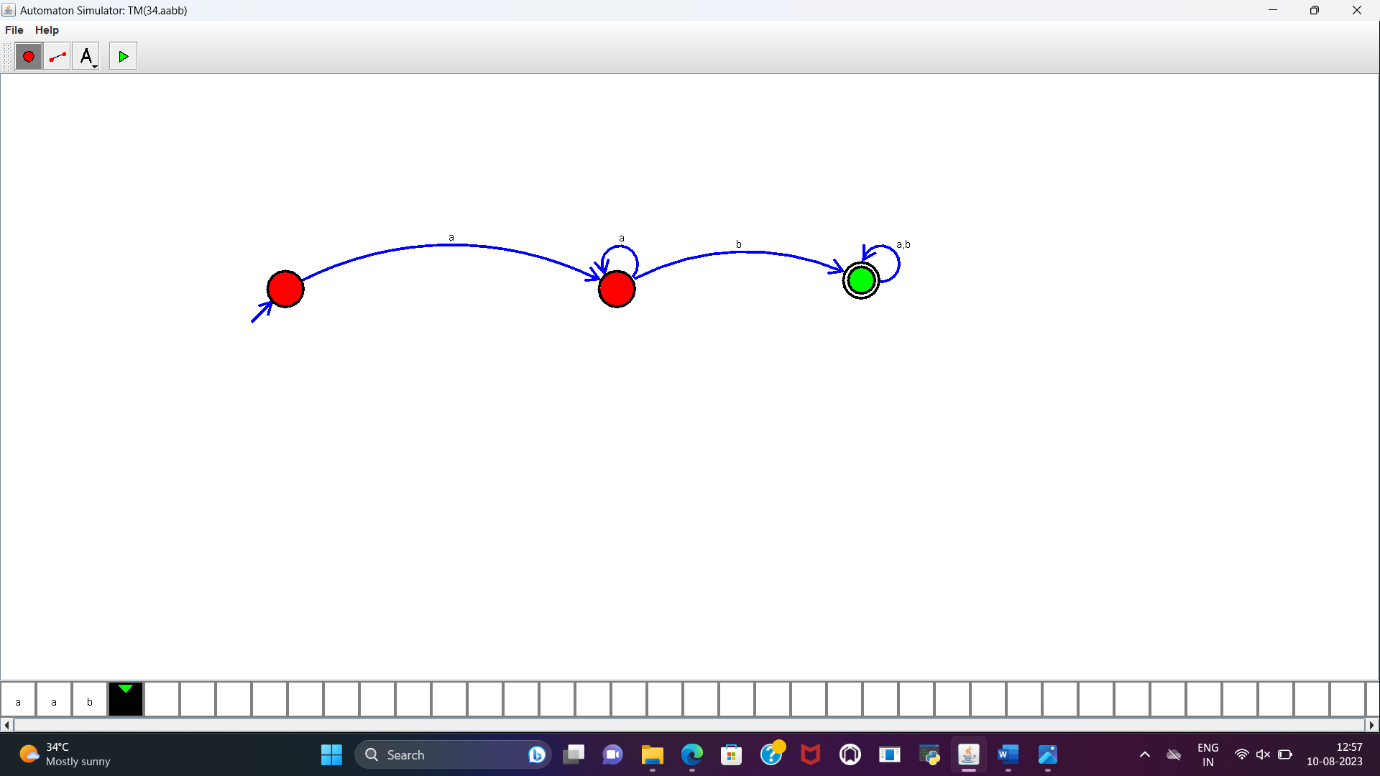 Automaton Simulator: TM(34.aabb)
File Help
A
a
a
b
a,b
a a b
34°C
Mostly sunny
Search
ENG
IN
12:57
10-08-2023